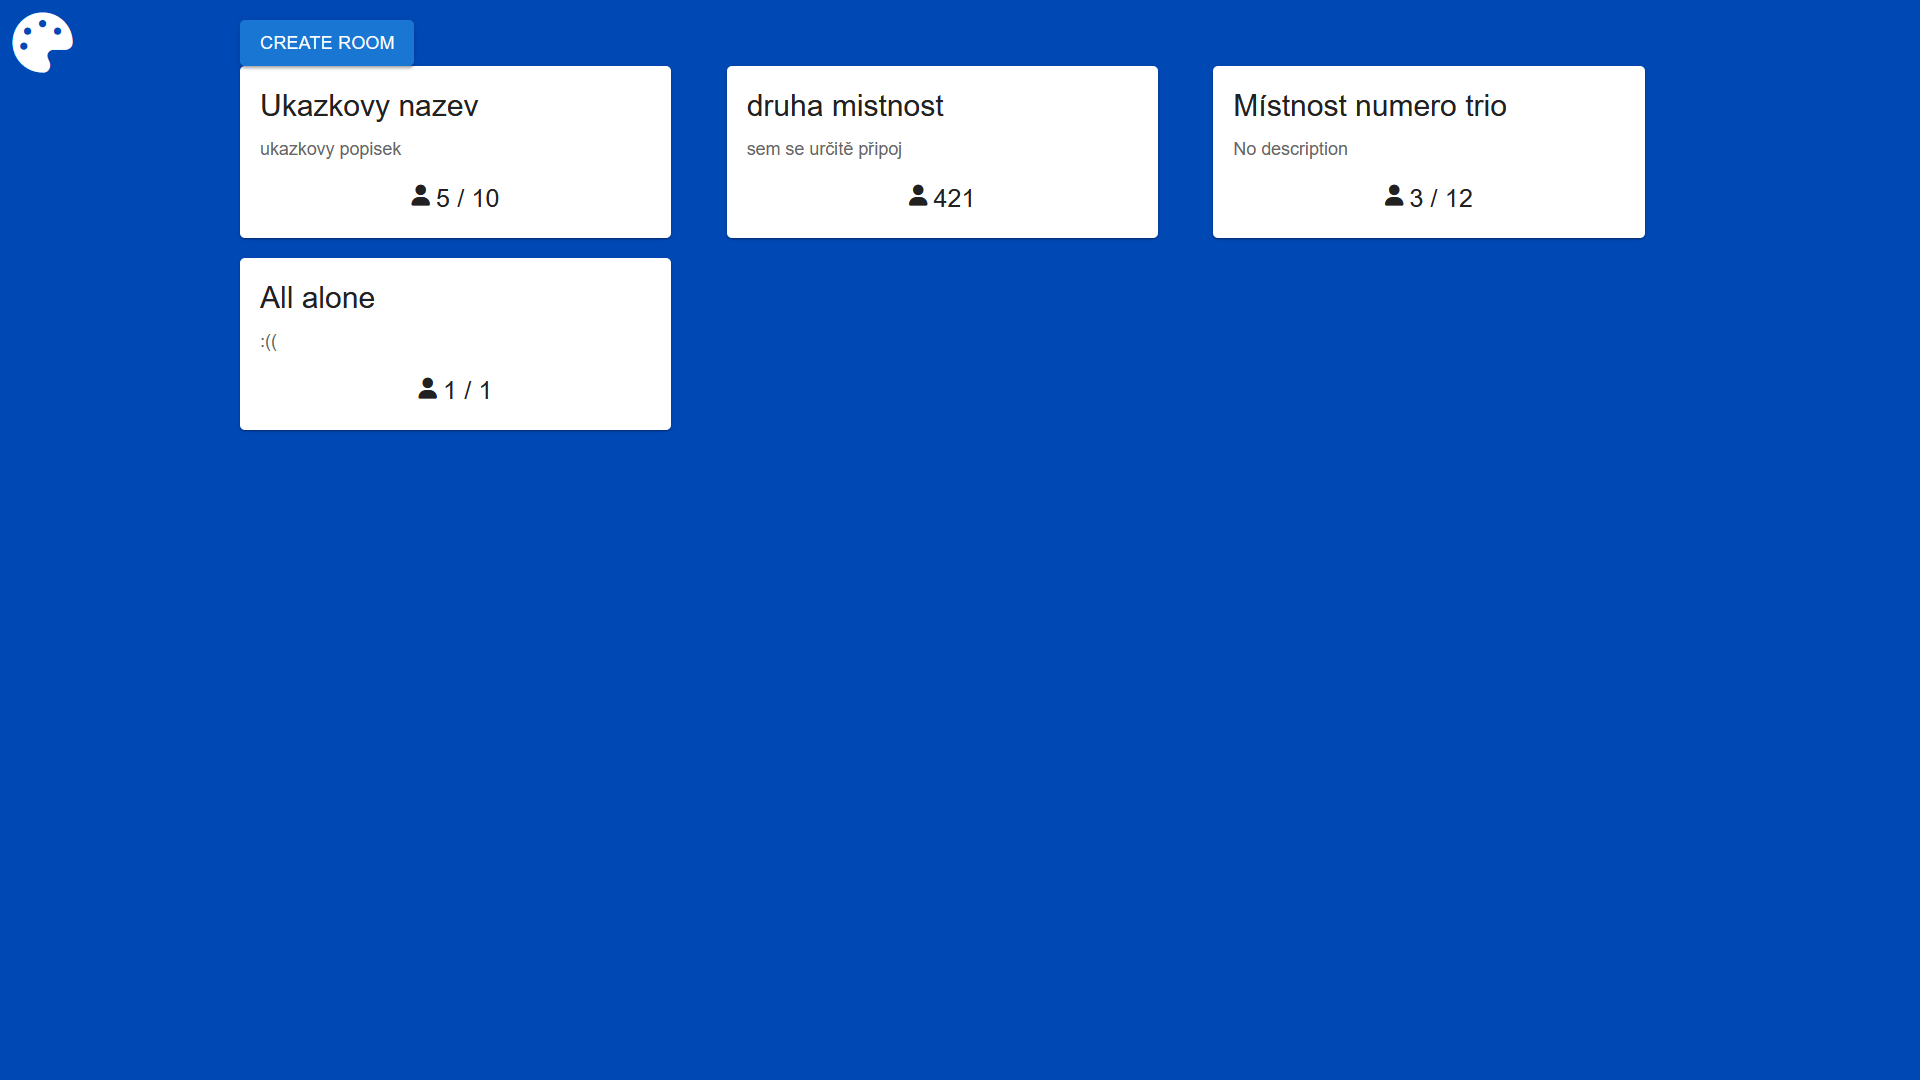 CREATE ROOM
Ukazkovy nazev
ukazkovy popisek
5 / 10
druha mistnost
sem se určitě připoj
421
Místnost numero trio
No description
3 / 12
All alone
:((
1 / 1